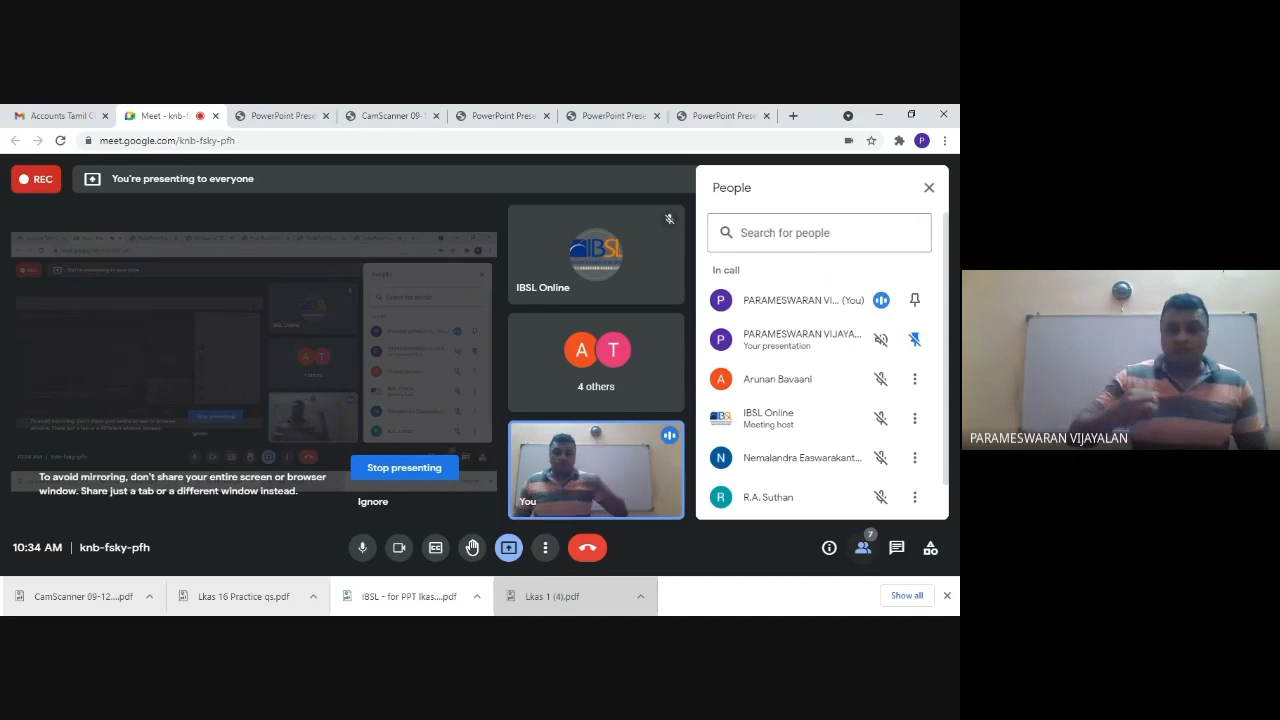 Accounts Tamil C
Meet - knb-f
PowerPoint Prese
CamScanner 09-1
PowerPoint Prese
PowerPoint Prese
PowerPoint Prese
meet.google.com/knb-fsky-pfh
REC
You're presenting to everyone
IBSL
IBSL Online
A T
4 others
You
To avoid mirroring, don't share your entire screen or browser
window. Share just a tab or a different window instead.
Stop presenting
Ignore
People
Search for people
In call
P PARAMESWARAN VI... (You)
P PARAMESWARAN VIJAYA...
Your presentation
A Arunan Bavaani
IBSL IBSL Online
Meeting host
N Nemalandra Easwarakant...
R R.A. Suthan
10:34 AM | knb-fsky-pfh
7
CamScanner 09-12....pdf
Lkas 16 Practice qs.pdf
IBSL - for PPT lkas....pdf
Lkas 1 (4).pdf
Show all
PARAMESWARAN VIJAYALAN